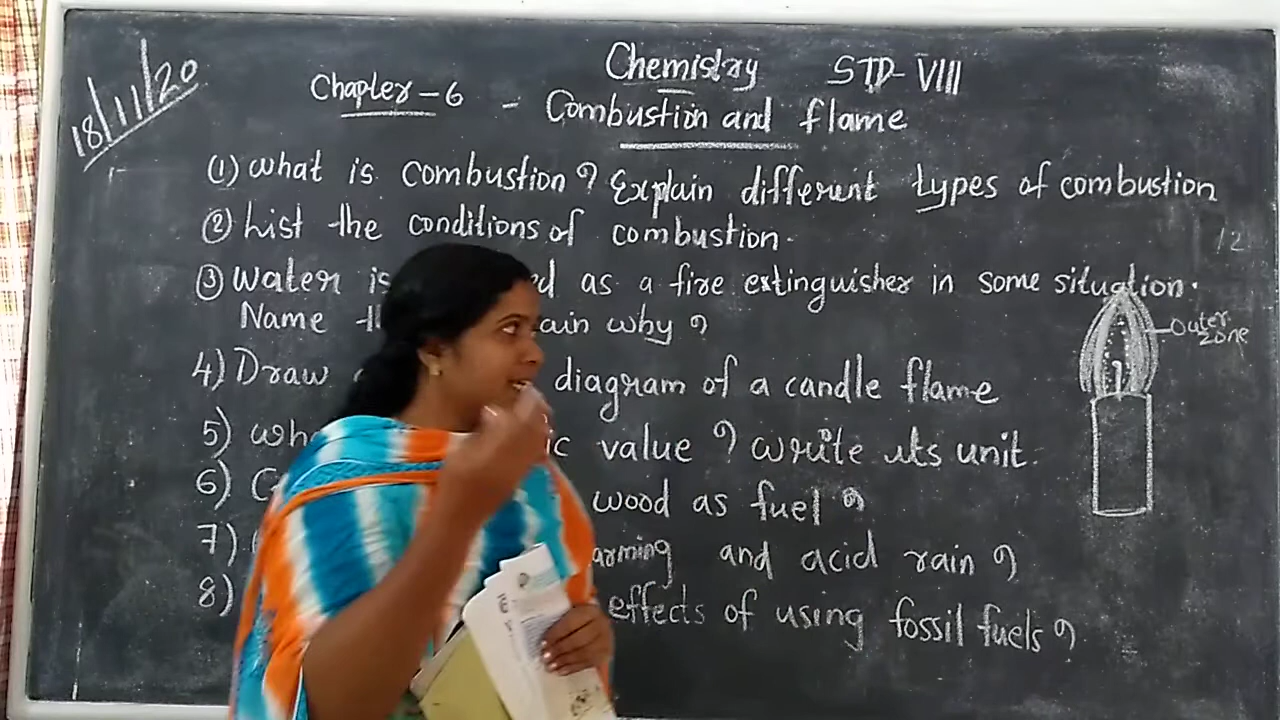 18/11/20
Chemistry STD-VIII
Chapter-6 - Combustion and flame
(1) What is combustion? Explain different types of combustion
(2) List the conditions of combustion.
12
(3) Water is as a fire extinguisher in some situation.
Name why?
Outer
zone
4) Draw diagram of a candle flame
5) value? Write its unit.
6) wood as fuel?
7) and acid rain?
8) effects of using fossil fuels?